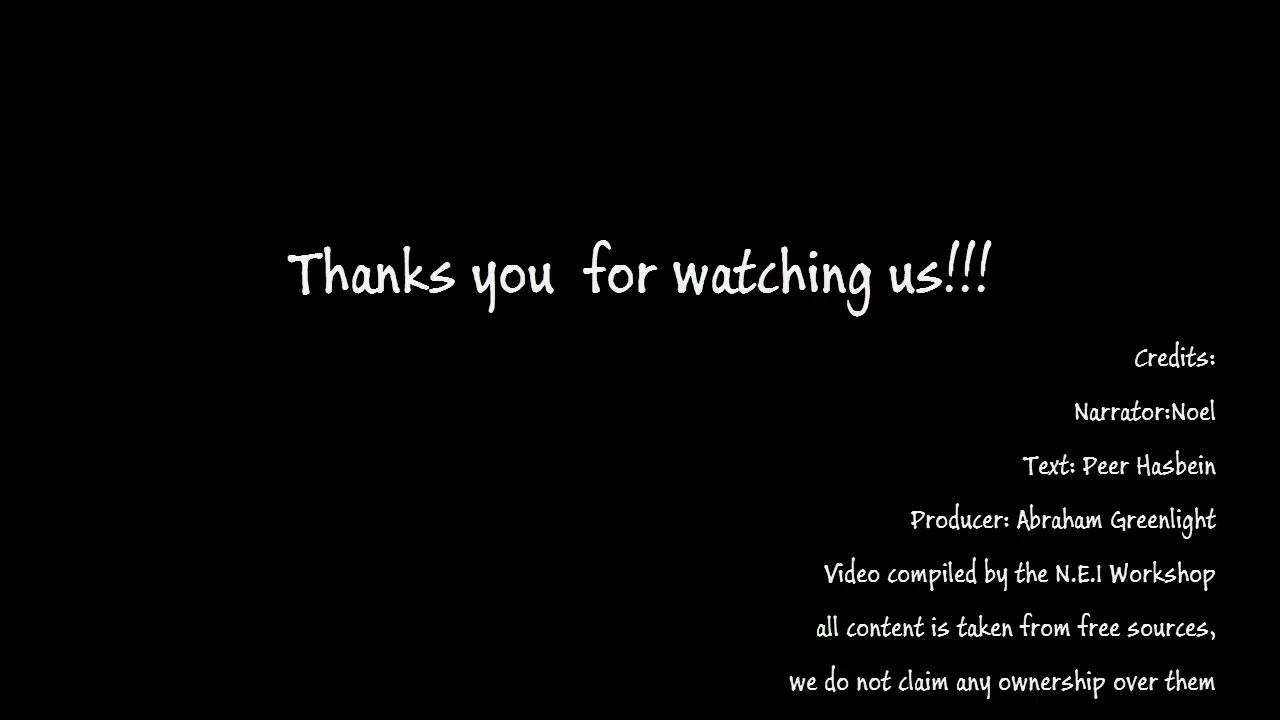 Thanks you for watching us!!!
Credits:
Narrator:Noel
Text: Peer Hasbein
Producer: Abraham Greenlight
Video compiled by the N.E.I Workshop
all content is taken from free sources,
we do not claim any ownership over them